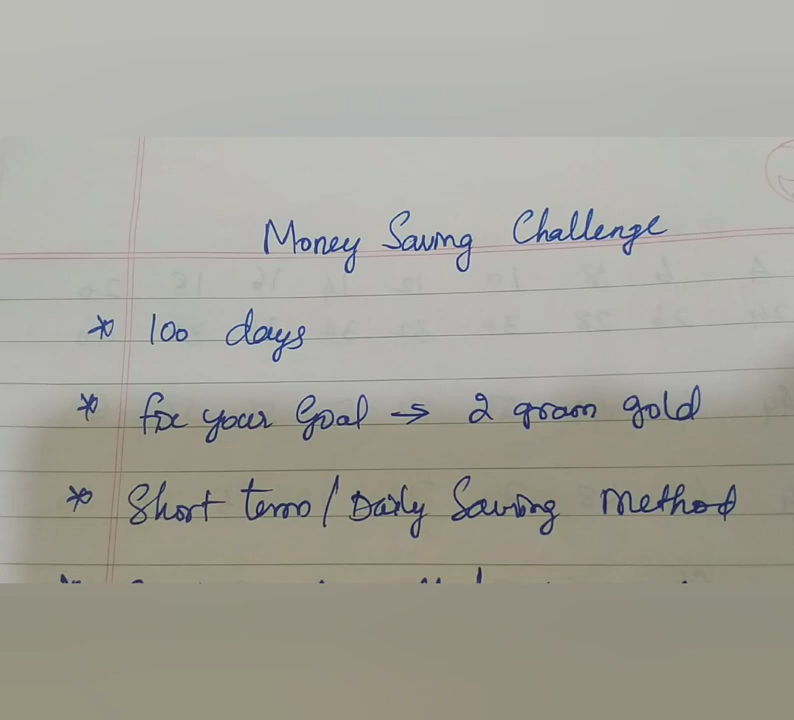 Money Saving Challenge
* 100 days
* fix your Goal → 2 gram gold
* Short term / Daily Saving Method